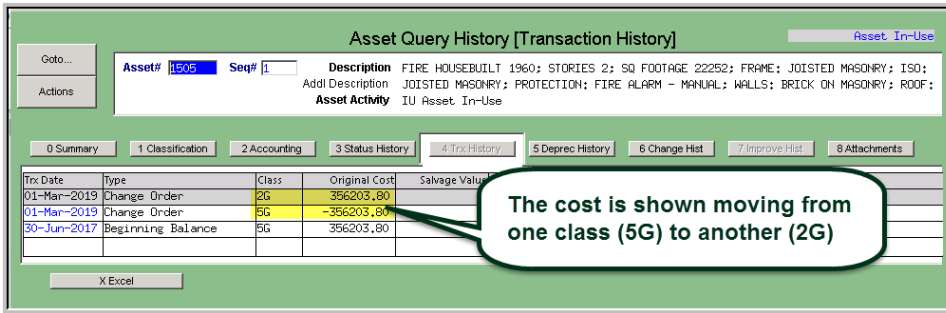 Asset Query History [Transaction History]
Asset In-Use
Goto...
Actions
Asset# 1505 Seq# 1 Description FIRE HOUSEBUILT 1960; STORIES 2; SQ FOOTAGE 22252; FRAME: JOISTED MASONRY; ISO:
Addl Description JOISTED MASONRY; PROTECTION: FIRE ALARM - MANUAL; WALLS: BRICK ON MASONRY; ROOF:
Asset Activity IU Asset In-Use
0 Summary 1 Classification 2 Accounting 3 Status History 4 Trx History 5 Deprec History 6 Change Hist 7 Improve Hist 8 Attachments
Trx Date Type Class Original Cost Salvage Value
01-Mar-2019 Change Order 2G 356203.80
01-Mar-2019 Change Order 5G -356203.80
30-Jun-2017 Beginning Balance 5G 356203.80
The cost is shown moving from
one class (5G) to another (2G)
X Excel